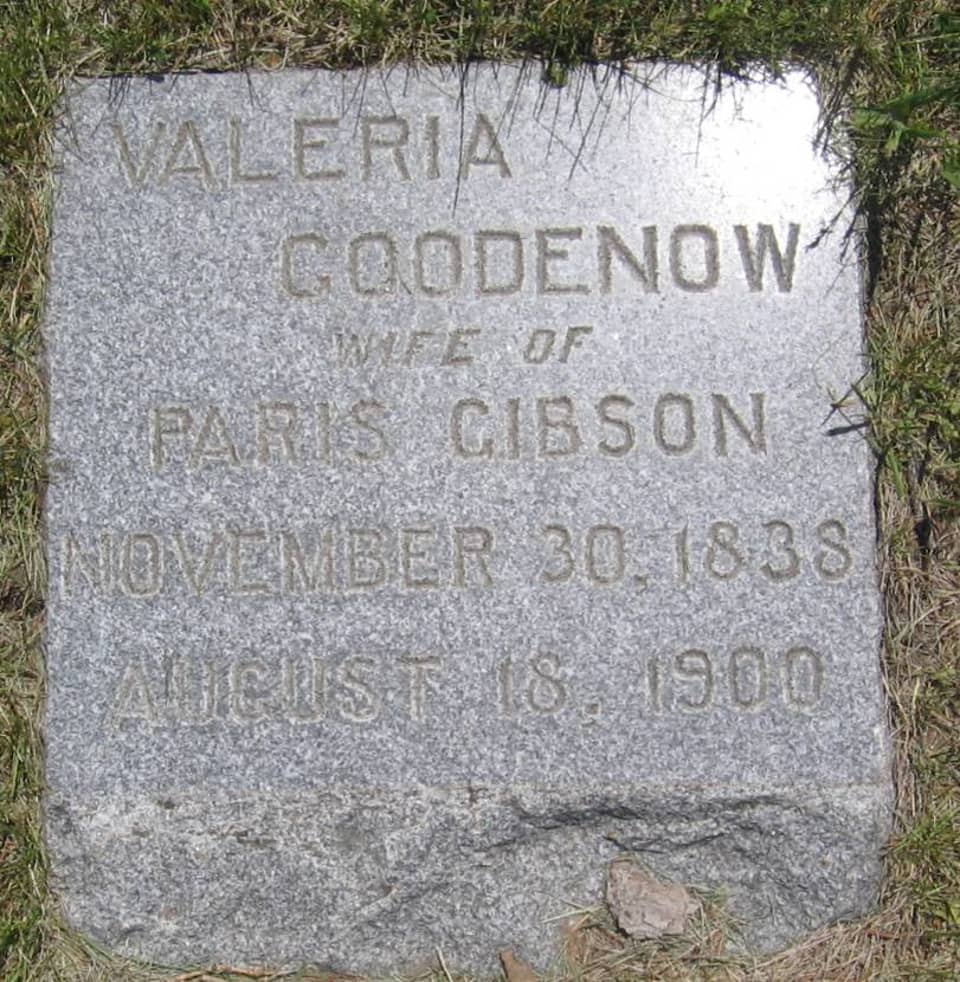 VALERIA
GOODENOW
WIFE OF
PARIS GIBSON
NOVEMBER 30, 1838
AUGUST 18, 1900